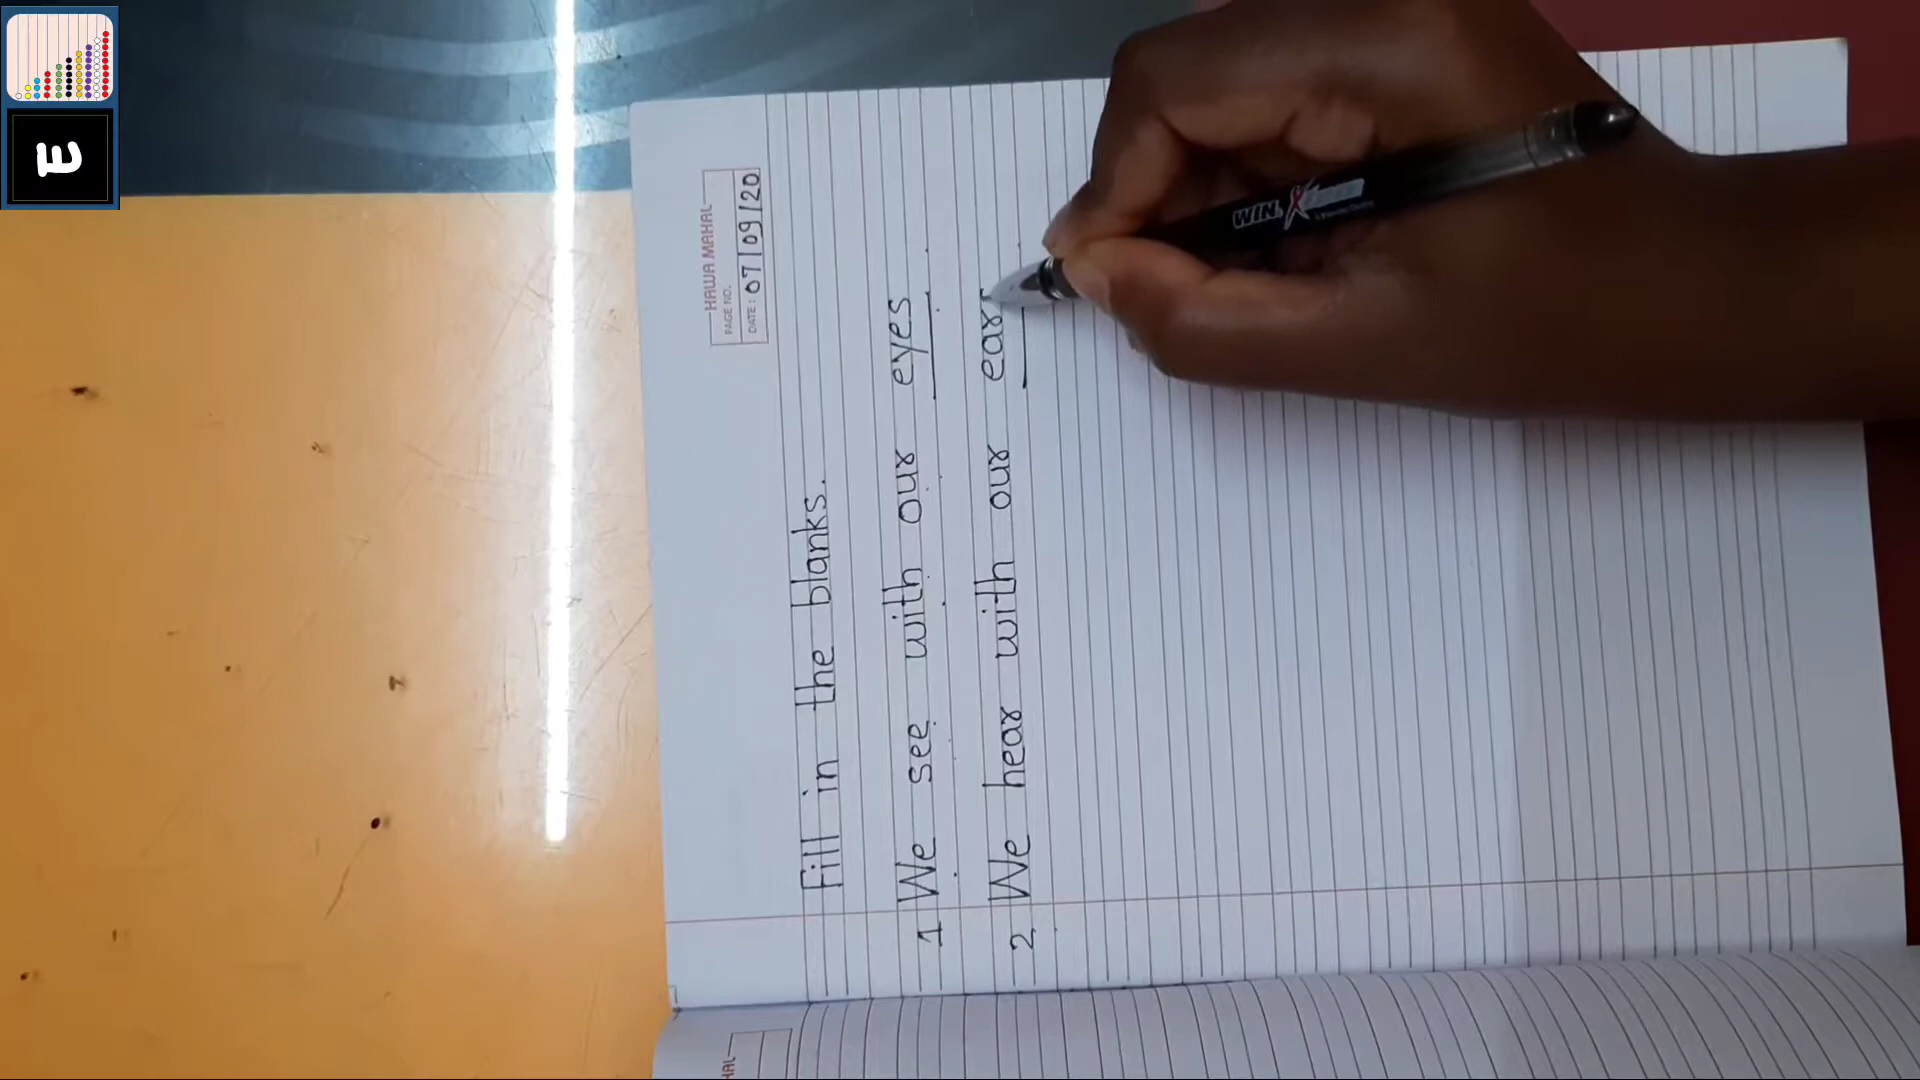 HAWA MAHAL
PAGE NO.
DATE: 07/09/20
Fill in the blanks.
1 We see with our eyes
2 We hear with our ear
WIN.
E